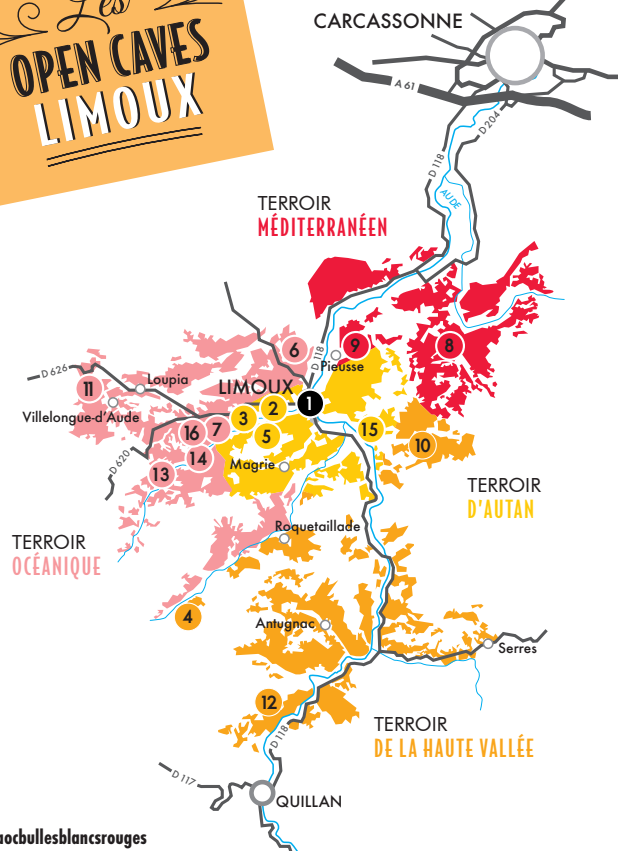 Les
OPEN CAVES
LIMOUX
CARCASSONNE
A 61
D 204
D 118
AUDE
TERROIR
MÉDITERRANÉEN
6
D 118
9
8
Pieusse
D 626
11
Loupia
LIMOUX
1
Villelongue-d'Aude
2
3
16
7
5
15
10
D 620
14
13
Magrie
TERROIR
D'AUTAN
Roquetaillade
TERROIR
OCÉANIQUE
4
Antugnac
Serres
12
D 118
TERROIR
DE LA HAUTE VALLÉE
D 117
QUILLAN
aocbullesblancsrouges